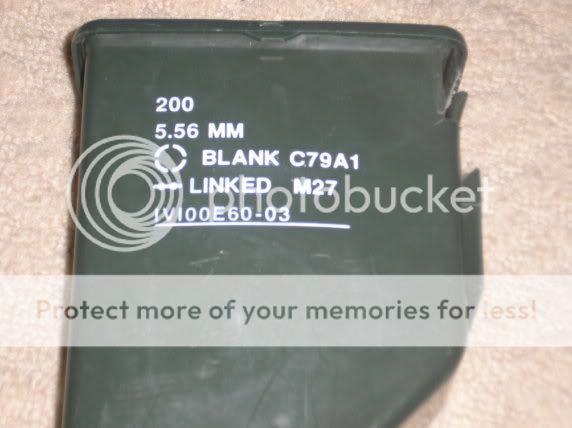 200
5.56 MM
BLANK C79A1
LINKED M27
IVI00E60-03
photobucket
Protect more of your memories for less!